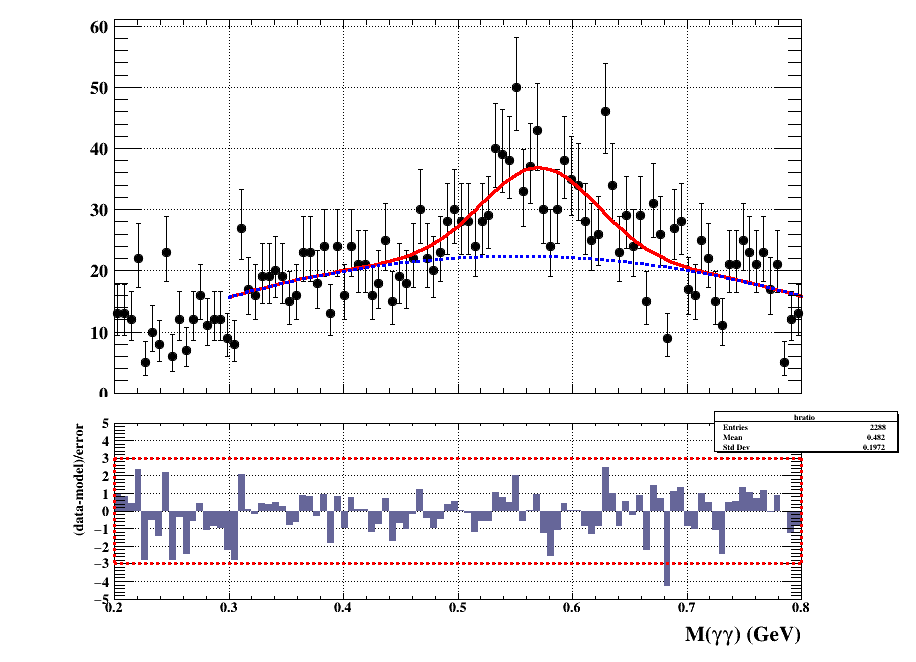 60
50
40
30
20
10
0
hratio
Entries 2288
Mean 0.482
Std Dev 0.1972
(data-model)/error
5
4
3
2
1
0
−1
−2
−3
−4
−5
0.2 0.3 0.4 0.5 0.6 0.7 0.8
M(γγ) (GeV)